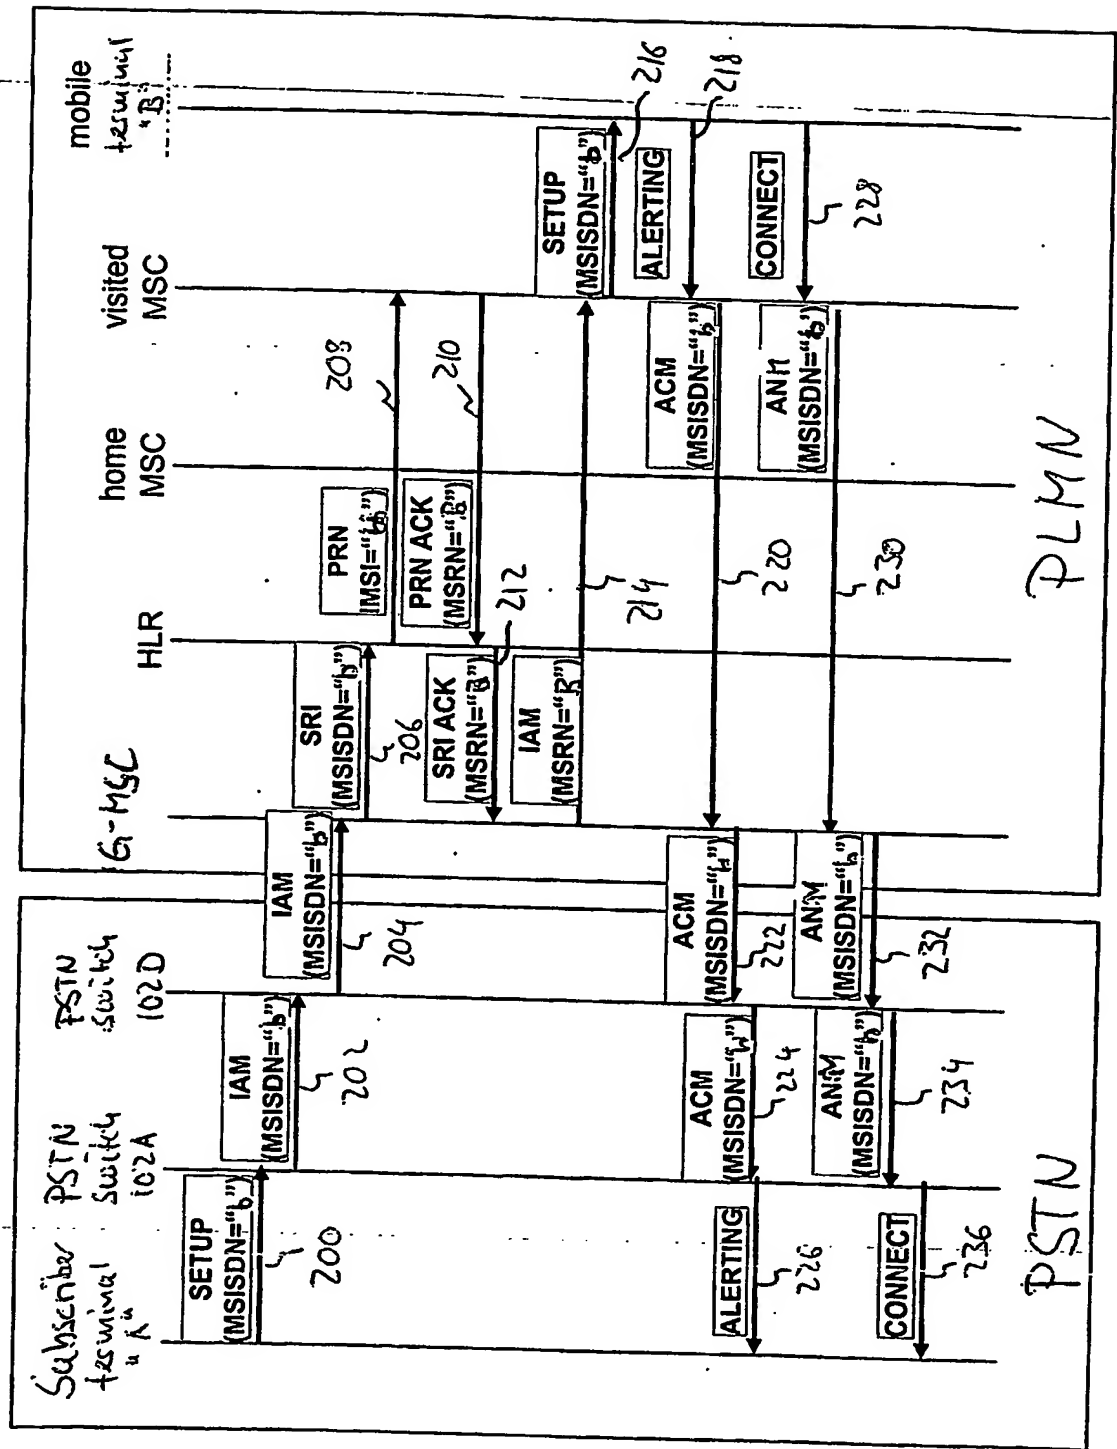 Subscriber
terminal
"A"
PSTN
switch
102A
PSTN
switch
102D
G-MSC
HLR
home
MSC
visited
MSC
mobile
terminal
"B"
SETUP
(MSISDN="b")
200
IAM
(MSISDN="b")
202
IAM
(MSISDN="b")
204
SRI
(MSISDN="b")
206
PRN
IMSI="b")
208
PRN ACK
(MSRN="B")
210
SRI ACK
(MSRN="B")
212
IAM
(MSRN="B")
214
SETUP
(MSISDN="b")
216
ALERTING
218
ACM
(MSISDN="b")
220
ACM
(MSISDN="b")
222
ACM
(MSISDN="b")
224
ALERTING
226
CONNECT
228
ANM
(MSISDN="b")
230
ANM
(MSISDN="b")
232
ANM
(MSISDN="b")
234
CONNECT
236
PSTN
PLMN